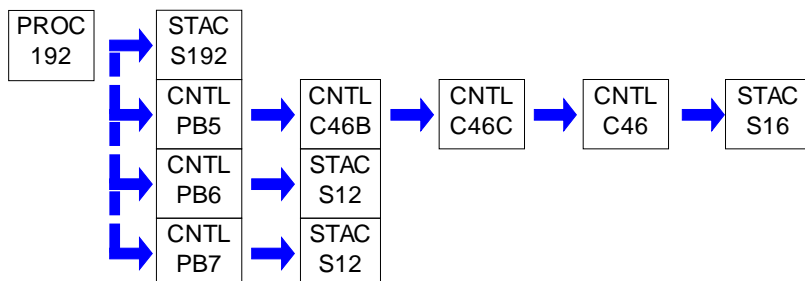 PROC
192
STAC
S192
CNTL
PB5
CNTL
C46B
CNTL
C46C
CNTL
C46
STAC
S16
CNTL
PB6
STAC
S12
CNTL
PB7
STAC
S12